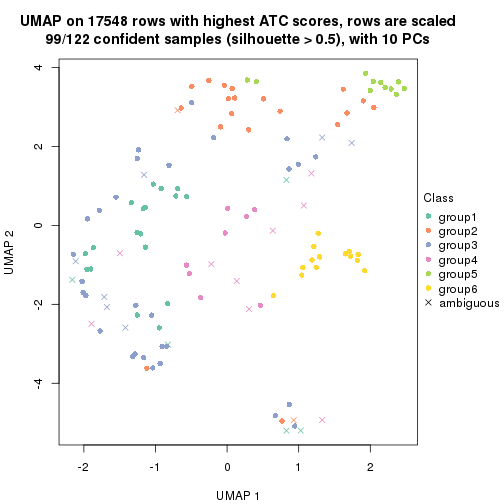 UMAP on 17548 rows with highest ATC scores, rows are scaled
99/122 confident samples (silhouette > 0.5), with 10 PCs
4
2
0
-2
-4
UMAP 2
-2
-1
0
1
2
UMAP 1
Class
group1
group2
group3
group4
group5
group6
ambiguous